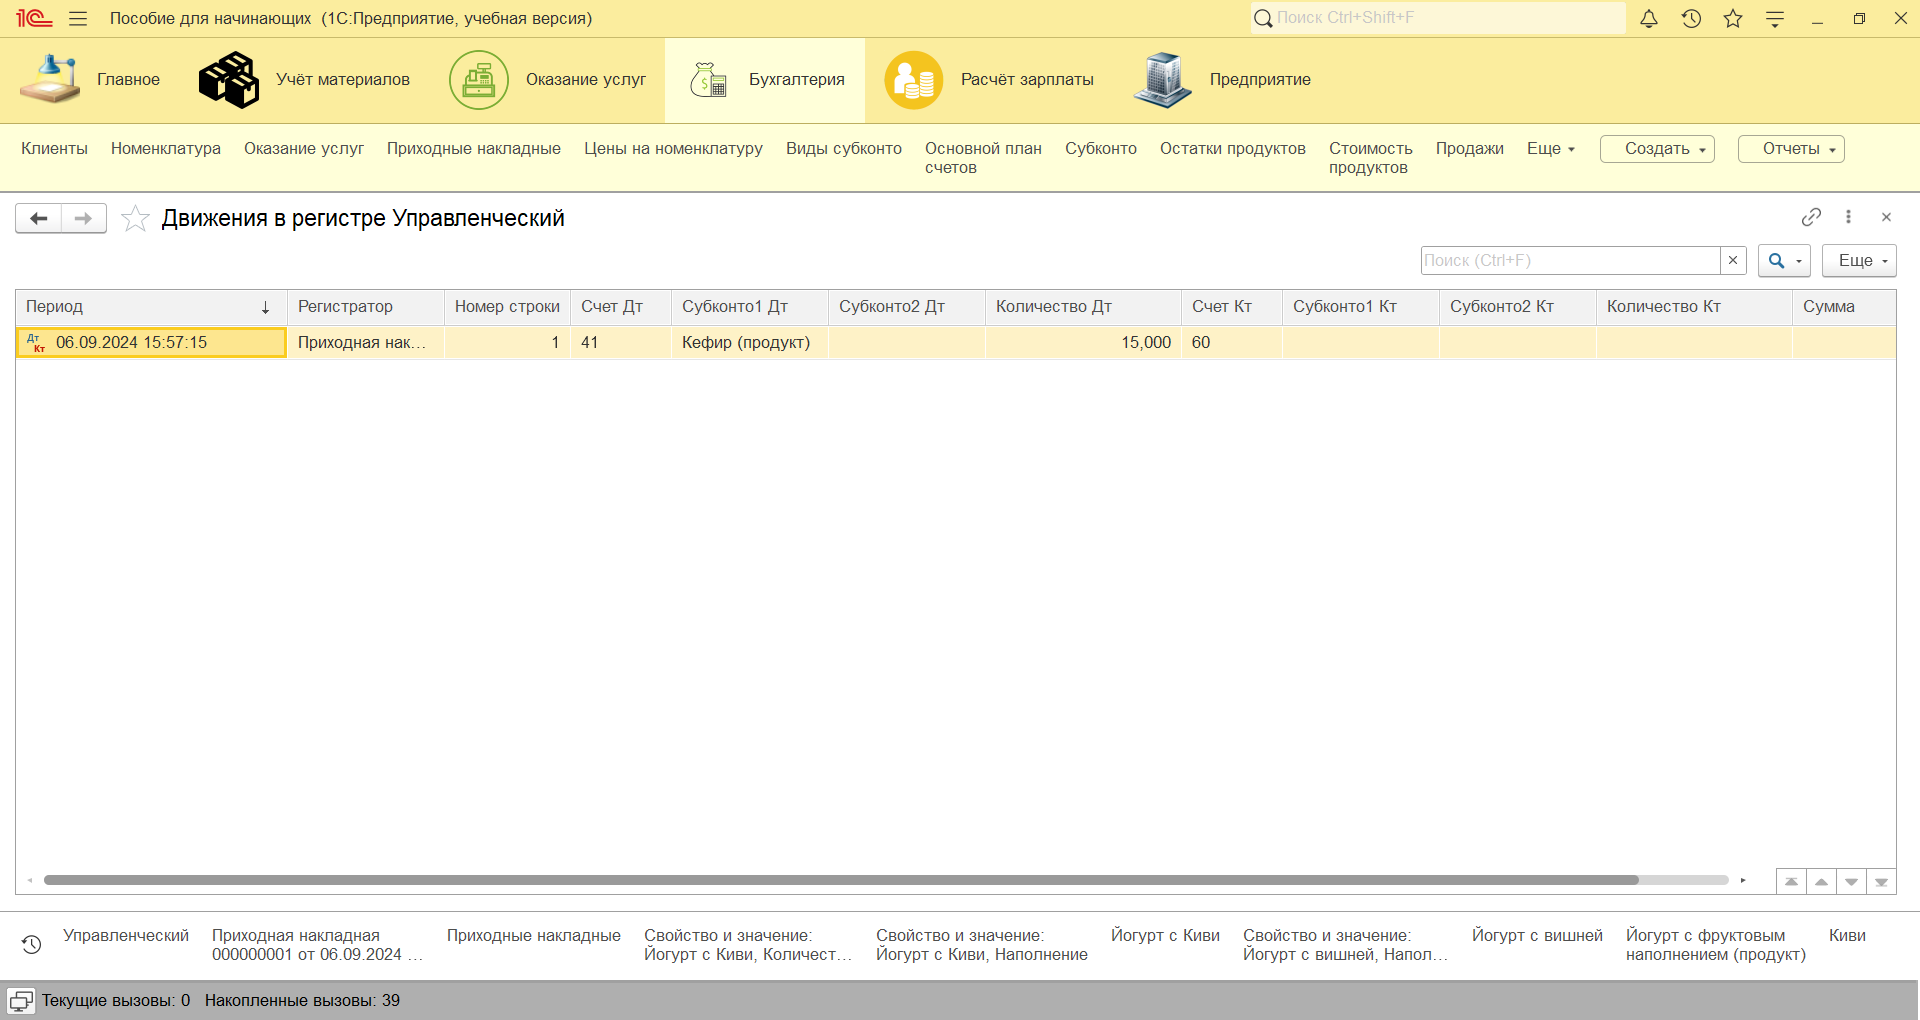 1С Пособие для начинающих (1С:Предприятие, учебная версия) Поиск Ctrl+Shift+F
Главное Учёт материалов Оказание услуг Бухгалтерия Расчёт зарплаты Предприятие
Клиенты Номенклатура Оказание услуг Приходные накладные Цены на номенклатуру Виды субконто Основной план Субконто Остатки продуктов Стоимость Продажи Еще Создать Отчеты
счетов продуктов
Движения в регистре Управленческий
Поиск (Ctrl+F) Еще
Период Регистратор Номер строки Счет Дт Субконто1 Дт Субконто2 Дт Количество Дт Счет Кт Субконто1 Кт Субконто2 Кт Количество Кт Сумма
Дт Кт 06.09.2024 15:57:15 Приходная нак... 1 41 Кефир (продукт) 15,000 60
Управленческий Приходная накладная Приходные накладные Свойство и значение: Свойство и значение: Йогурт с Киви Свойство и значение: Йогурт с вишней Йогурт с фруктовым Киви
000000001 от 06.09.2024 ... Йогурт с Киви, Количест... Йогурт с Киви, Наполнение Йогурт с вишней, Напол... наполнением (продукт)
Текущие вызовы: 0 Накопленные вызовы: 39